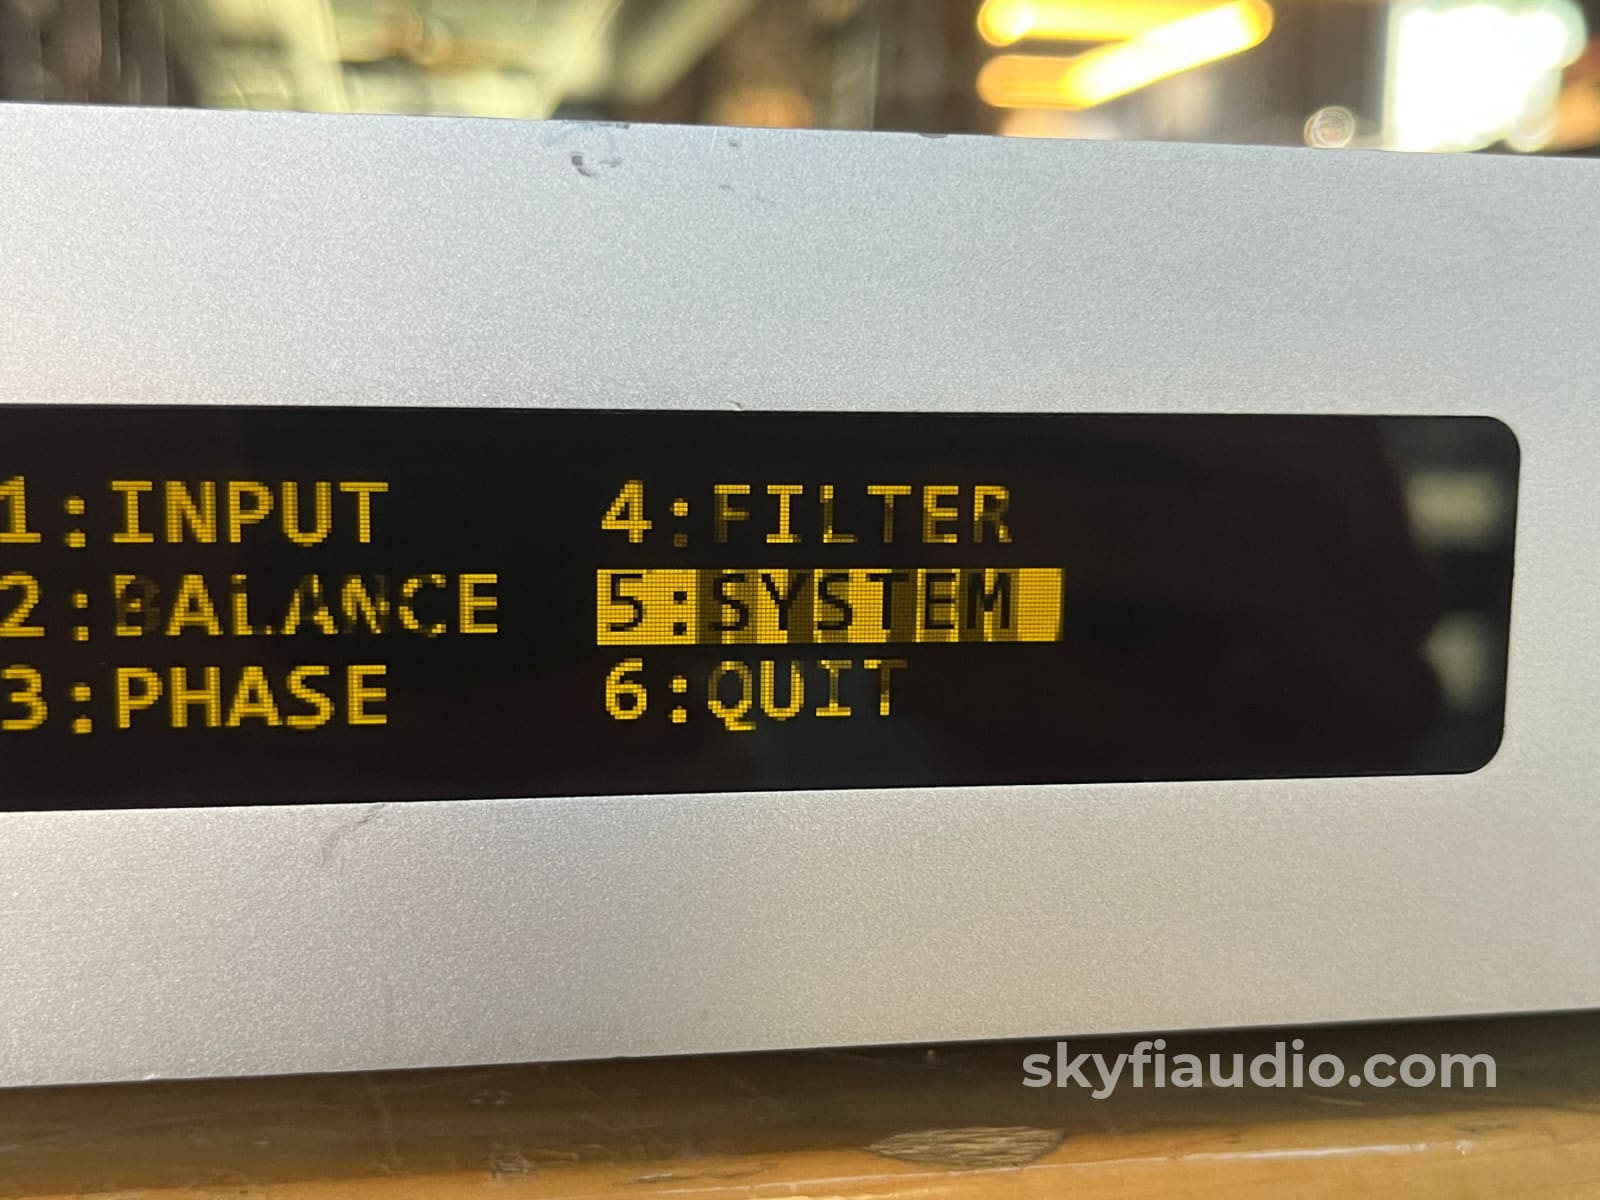 1:INPUT
2:BALANCE
3:PHASE
4:FILTER
5:SYSTEM
6:QUIT
skyfiaudio.com